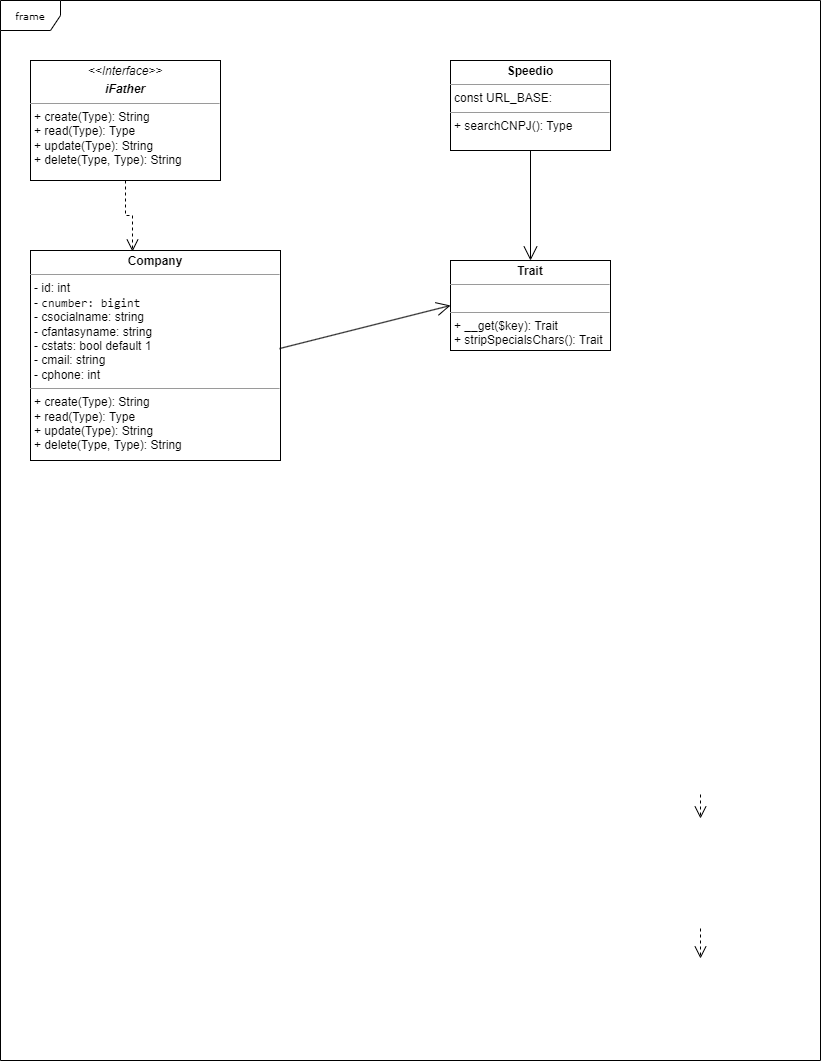 frame
<<Interface>>
iFather
+ create(Type): String
+ read(Type): Type
+ update(Type): String
+ delete(Type, Type): String
Speedio
const URL_BASE:
+ searchCNPJ(): Type
Company
- id: int
- cnumber: bigint
- csocialname: string
- cfantasyname: string
- cstats: bool default 1
- cmail: string
- cphone: int
+ create(Type): String
+ read(Type): Type
+ update(Type): String
+ delete(Type, Type): String
Trait
+ __get($key): Trait
+ stripSpecialsChars(): Trait